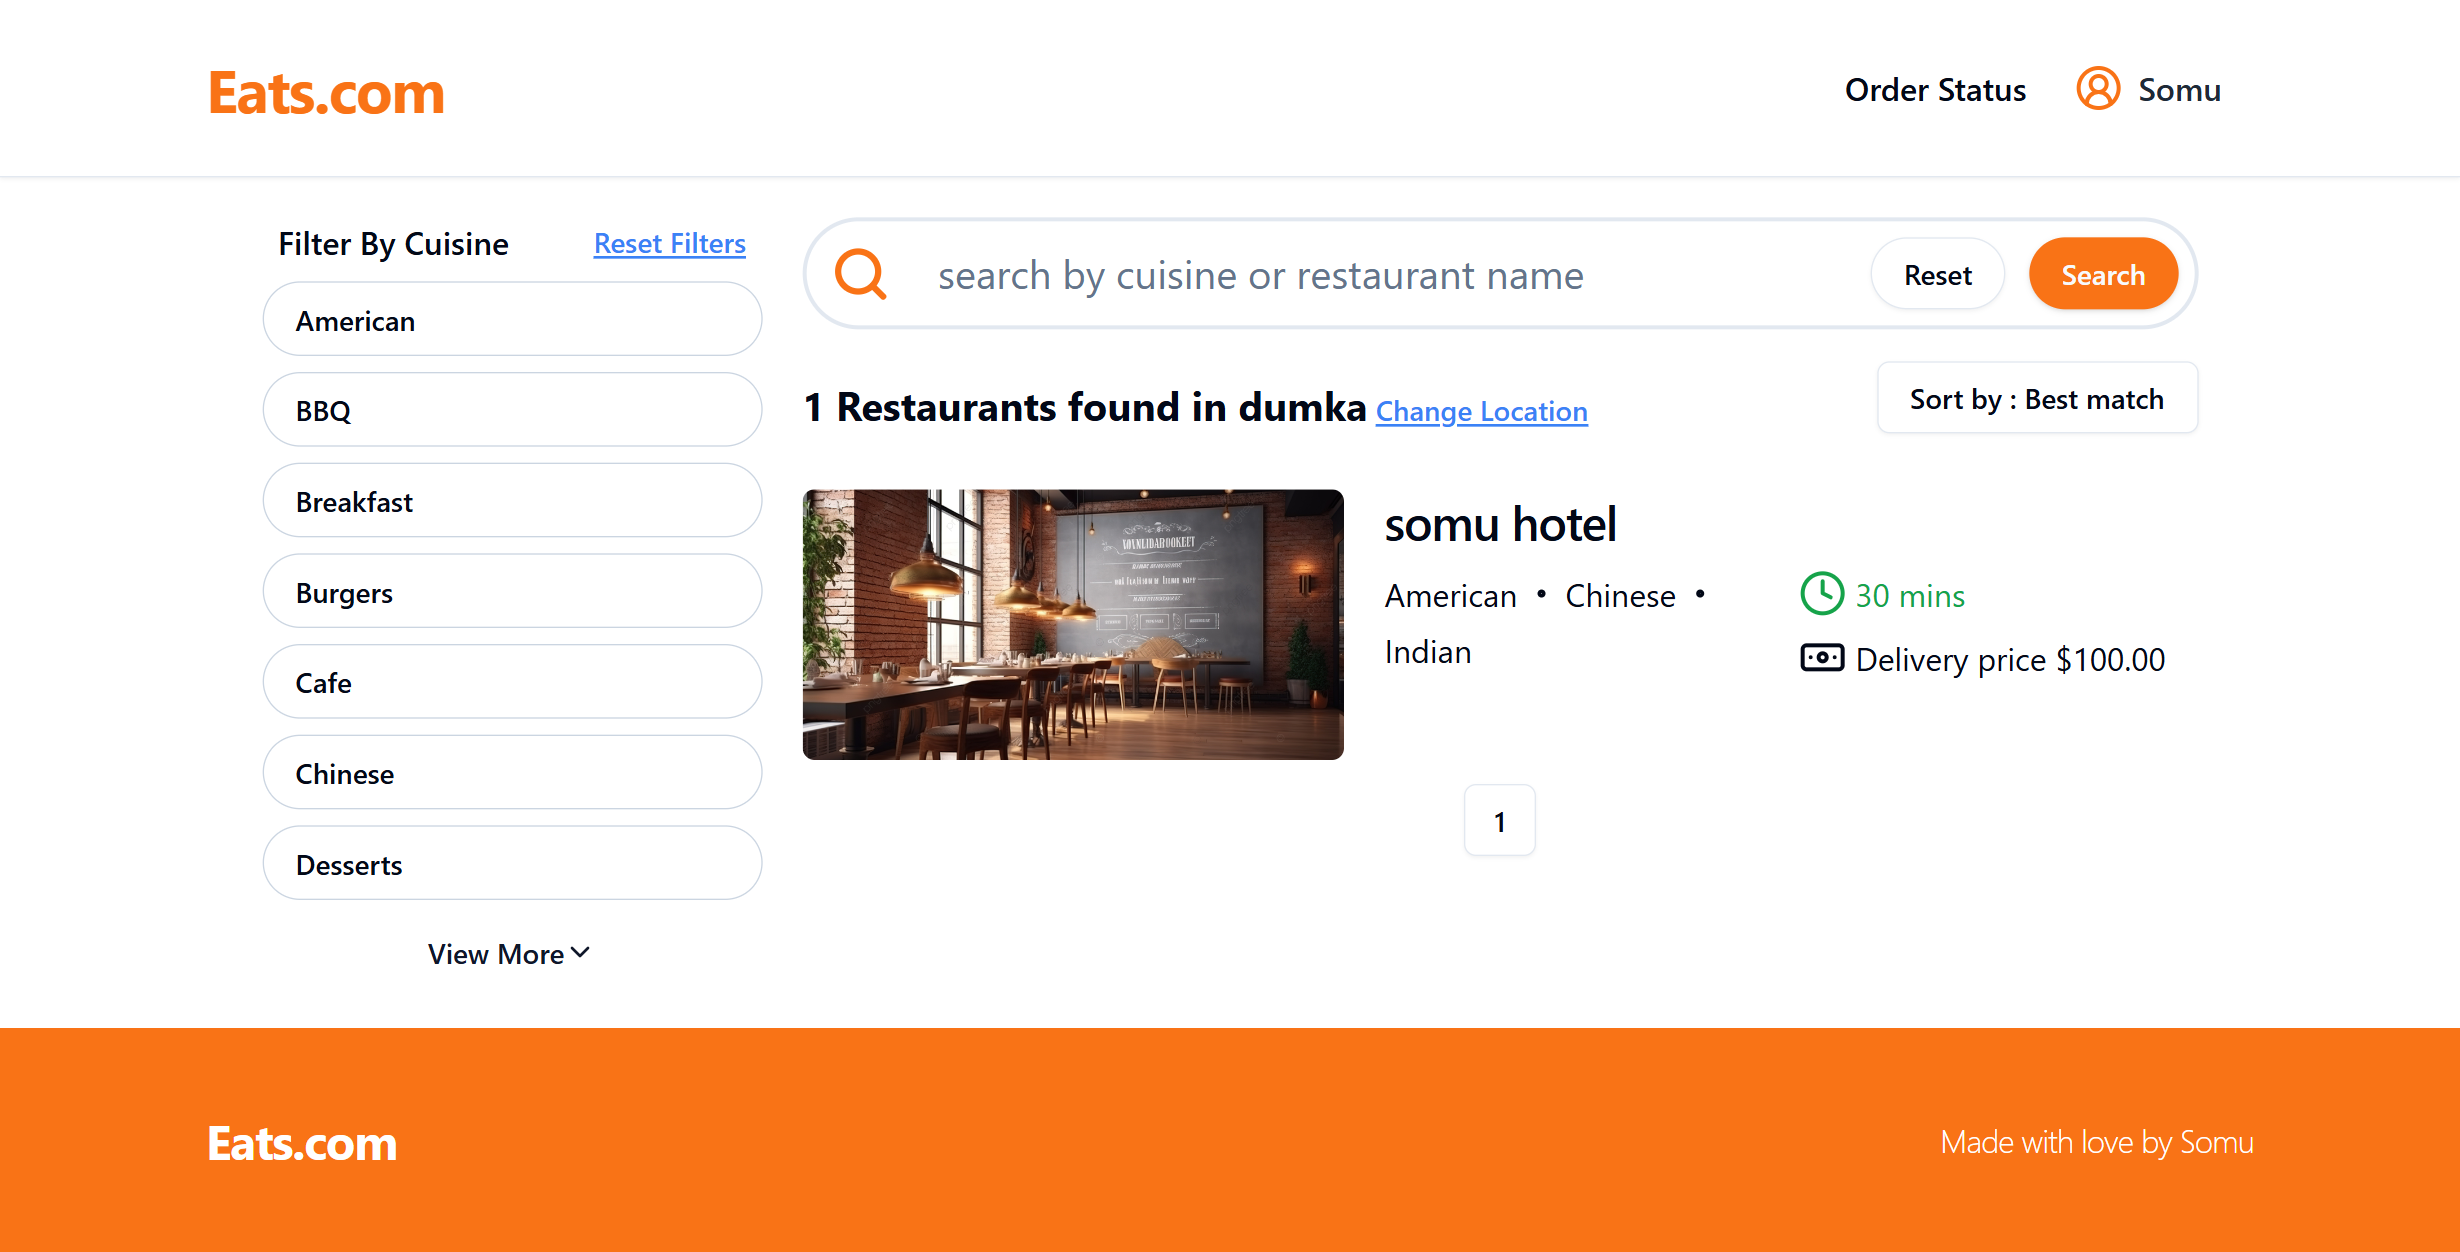 Eats.com
Order Status
Somu
Filter By Cuisine
Reset Filters
American
BBQ
Breakfast
Burgers
Cafe
Chinese
Desserts
View More
search by cuisine or restaurant name
Reset
Search
1 Restaurants found in dumka Change Location
Sort by : Best match
somu hotel
American • Chinese •
Indian
30 mins
Delivery price $100.00
1
Eats.com
Made with love by Somu